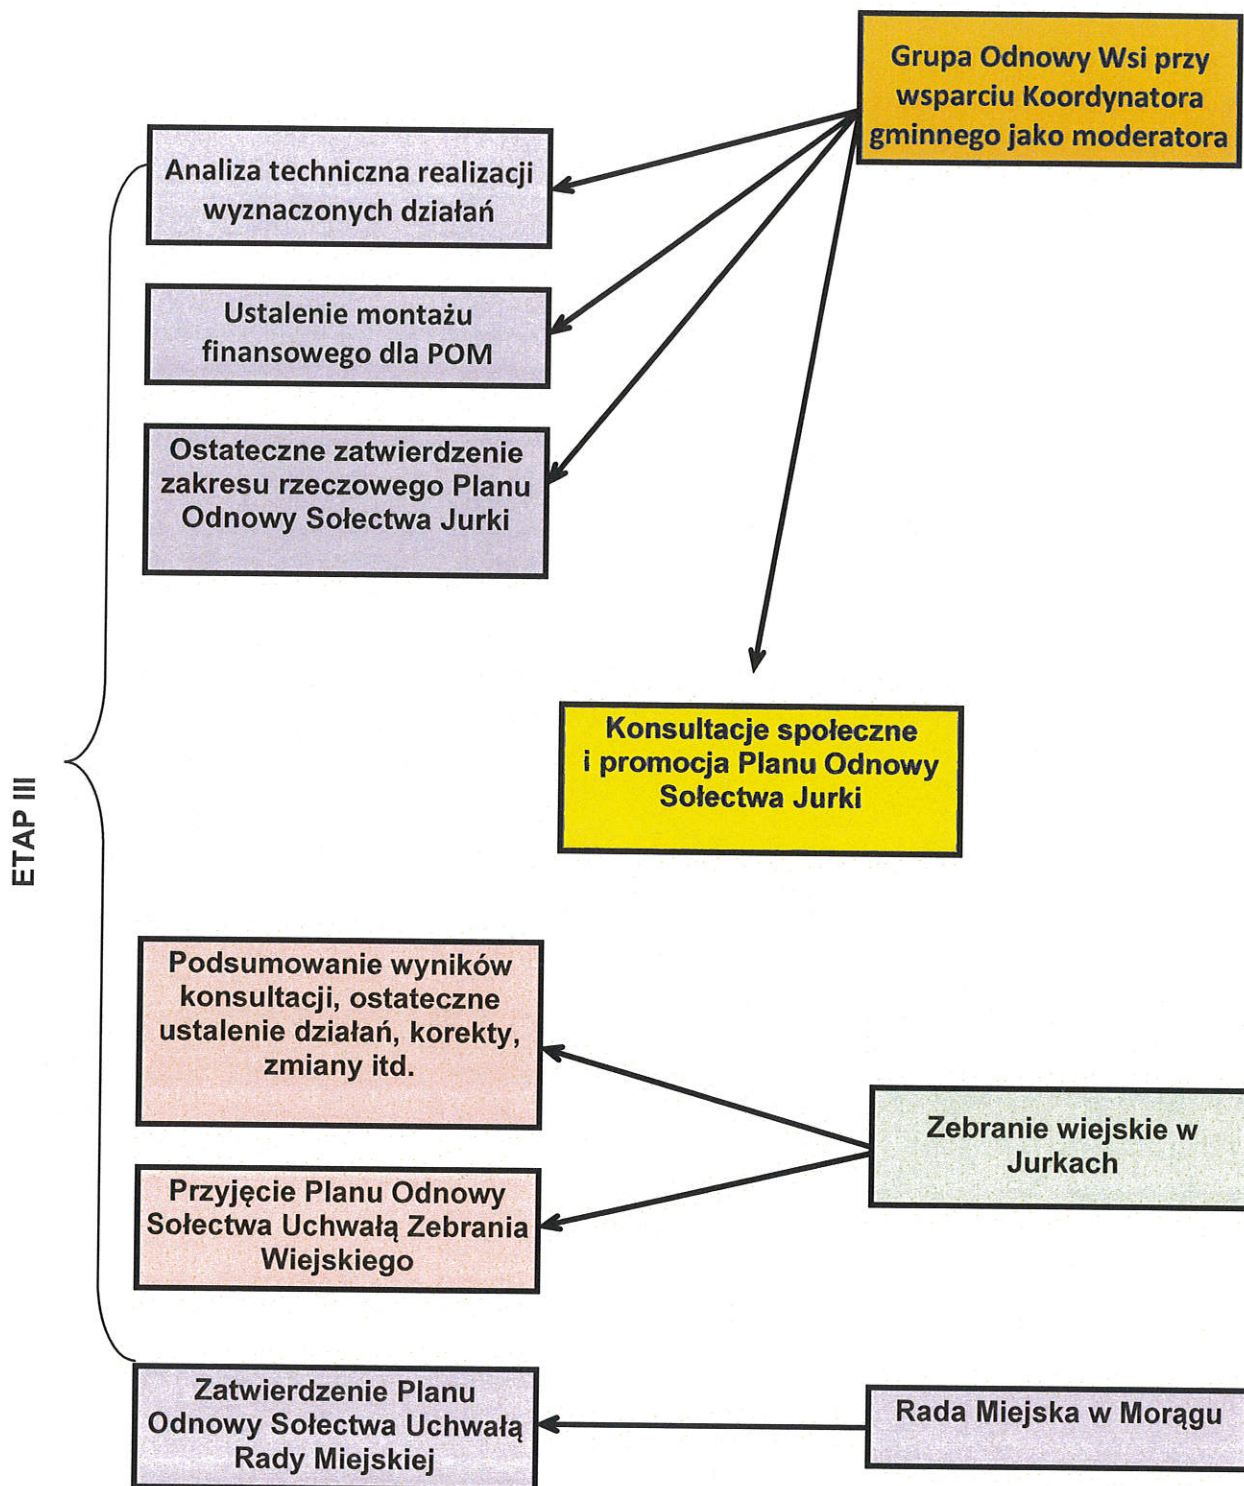 Grupa Odnowy Wsi przy
wsparciu Koordynatora
gminnego jako moderatora
Analiza techniczna realizacji
wyznaczonych działań
Ustalenie montażu
finansowego dla POM
Ostateczne zatwierdzenie
zakresu rzeczowego Planu
Odnowy Sołectwa Jurki
Konsultacje społeczne
i promocja Planu Odnowy
Sołectwa Jurki
ETAP III
Podsumowanie wyników
konsultacji, ostateczne
ustalenie działań, korekty,
zmiany itd.
Zebranie wiejskie w
Jurkach
Przyjęcie Planu Odnowy
Sołectwa Uchwałą Zebrania
Wiejskiego
Zatwierdzenie Planu
Odnowy Sołectwa Uchwałą
Rady Miejskiej
Rada Miejska w Morągu